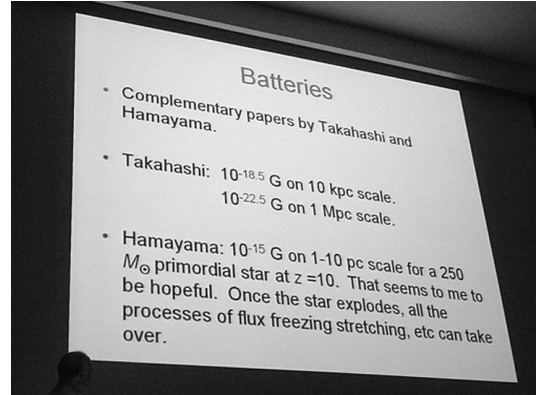 Batteries
• Complementary papers by Takahashi and
Hamayama.
• Takahashi: 10^-18.5 G on 10 kpc scale.
10^-22.5 G on 1 Mpc scale.
• Hamayama: 10^-15 G on 1-10 pc scale for a 250
M☉ primordial star at z =10. That seems to me to
be hopeful. Once the star explodes, all the
processes of flux freezing stretching, etc can take
over.